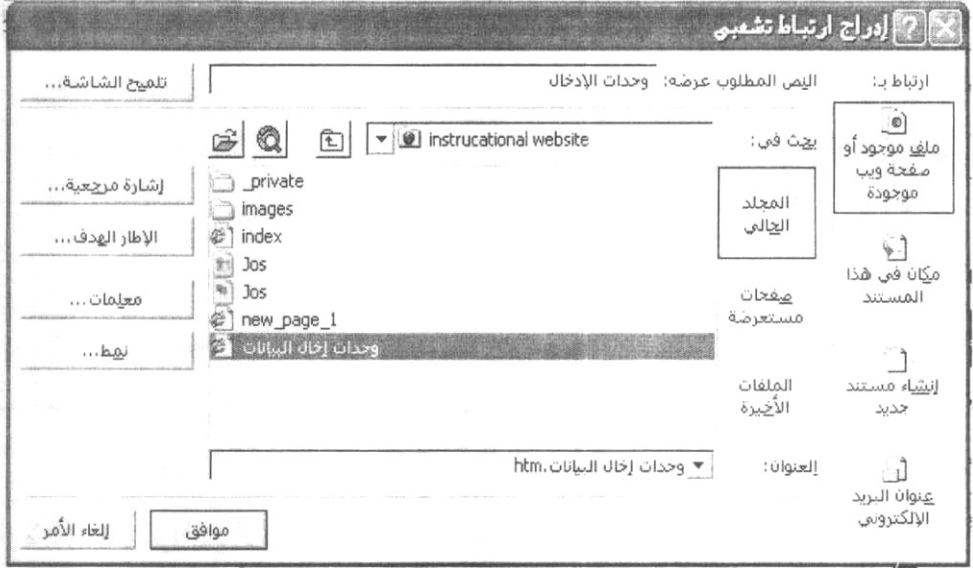 إدراج ارتباط تشعبي
ارتباط بـ:
النص المطلوب عرضه: وحدات الإدخال
تلميح الشاشة...
ملف موجود أو
صفحة ويب
موجودة
مكان في هذا
المستند
إنشاء مستند
جديد
عنوان البريد
الإلكتروني
بحث في:
instrucational website
المجلد
الحالي
صفحات
مستعرضة
الملفات
الأخيرة
_private
images
index
Jos
Jos
new_page_1
وحدات إخال البيانات
إشارة مرجعية...
الإطار الهدف...
معلمات...
نمط...
العنوان:
وحدات إخال البيانات.htm
موافق
إلغاء الأمر